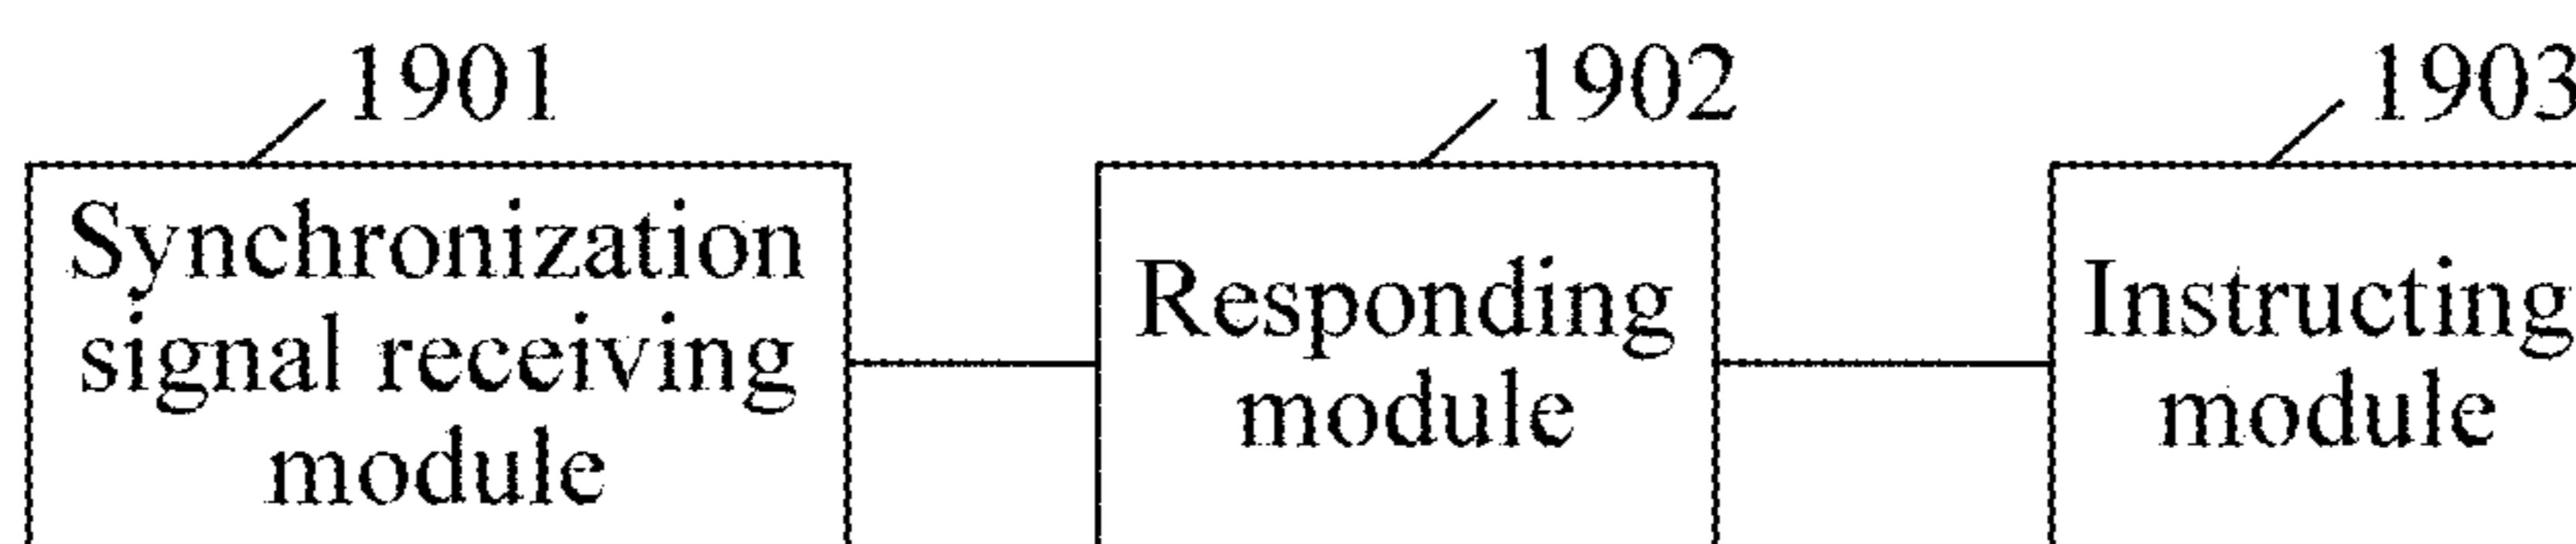 1901
1902
1903
Synchronization
signal receiving
module
Responding
module
Instructing
module